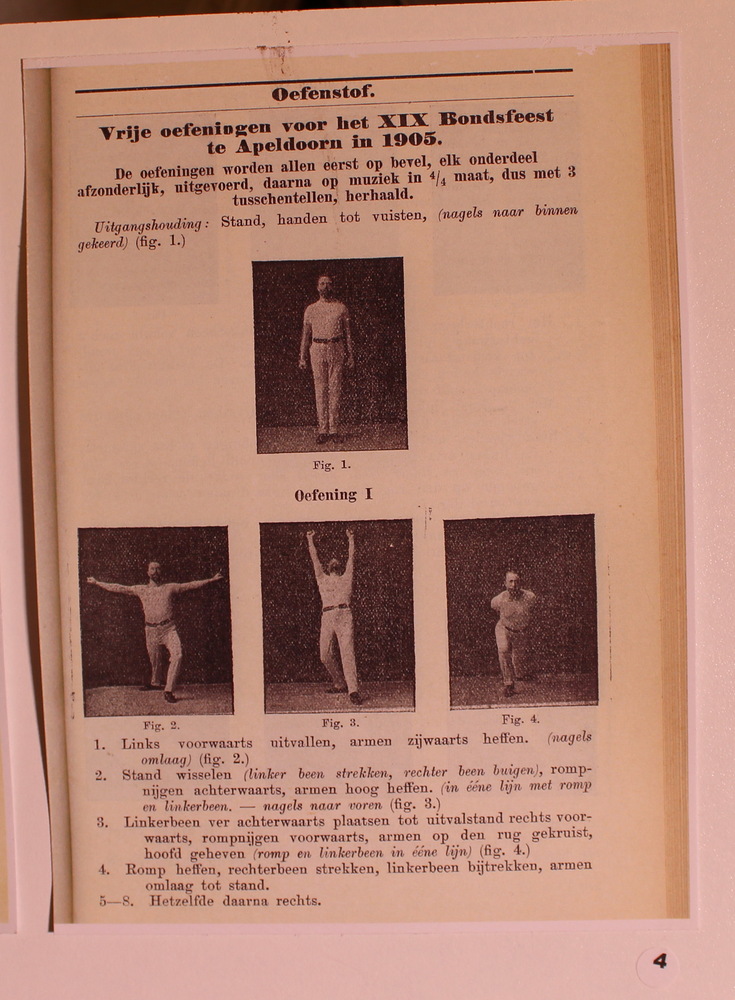 Oefenstof.
Vrije oefeningen voor het XIX Bondsfeest
te Apeldoorn in 1905.
De oefeningen worden allen eerst op bevel, elk onderdeel
afzonderlijk, uitgevoerd, daarna op muziek in 4/4 maat, dus met 3
tusschentellen, herhaald.
Uitgangshouding: Stand, handen tot vuisten, (nagels naar binnen
gekeerd) (fig. 1.)
Fig. 1.
Oefening I
Fig. 2.
Fig. 3.
Fig. 4.
1. Links voorwaarts uitvallen, armen zijwaarts heffen. (nagels
omlaag) (fig. 2.)
2. Stand wisselen (linker been strekken, rechter been buigen), romp-
nijgen achterwaarts, armen hoog heffen. (in ééne lijn met romp
en linkerbeen. — nagels naar voren (fig. 3.)
3. Linkerbeen ver achterwaarts plaatsen tot uitvalstand rechts voor-
waarts, rompnijgen voorwaarts, armen op den rug gekruist,
hoofd geheven (romp en linkerbeen in ééne lijn) (fig. 4.)
4. Romp heffen, rechterbeen strekken, linkerbeen bijtrekken, armen
omlaag tot stand.
5—8. Hetzelfde daarna rechts.
4